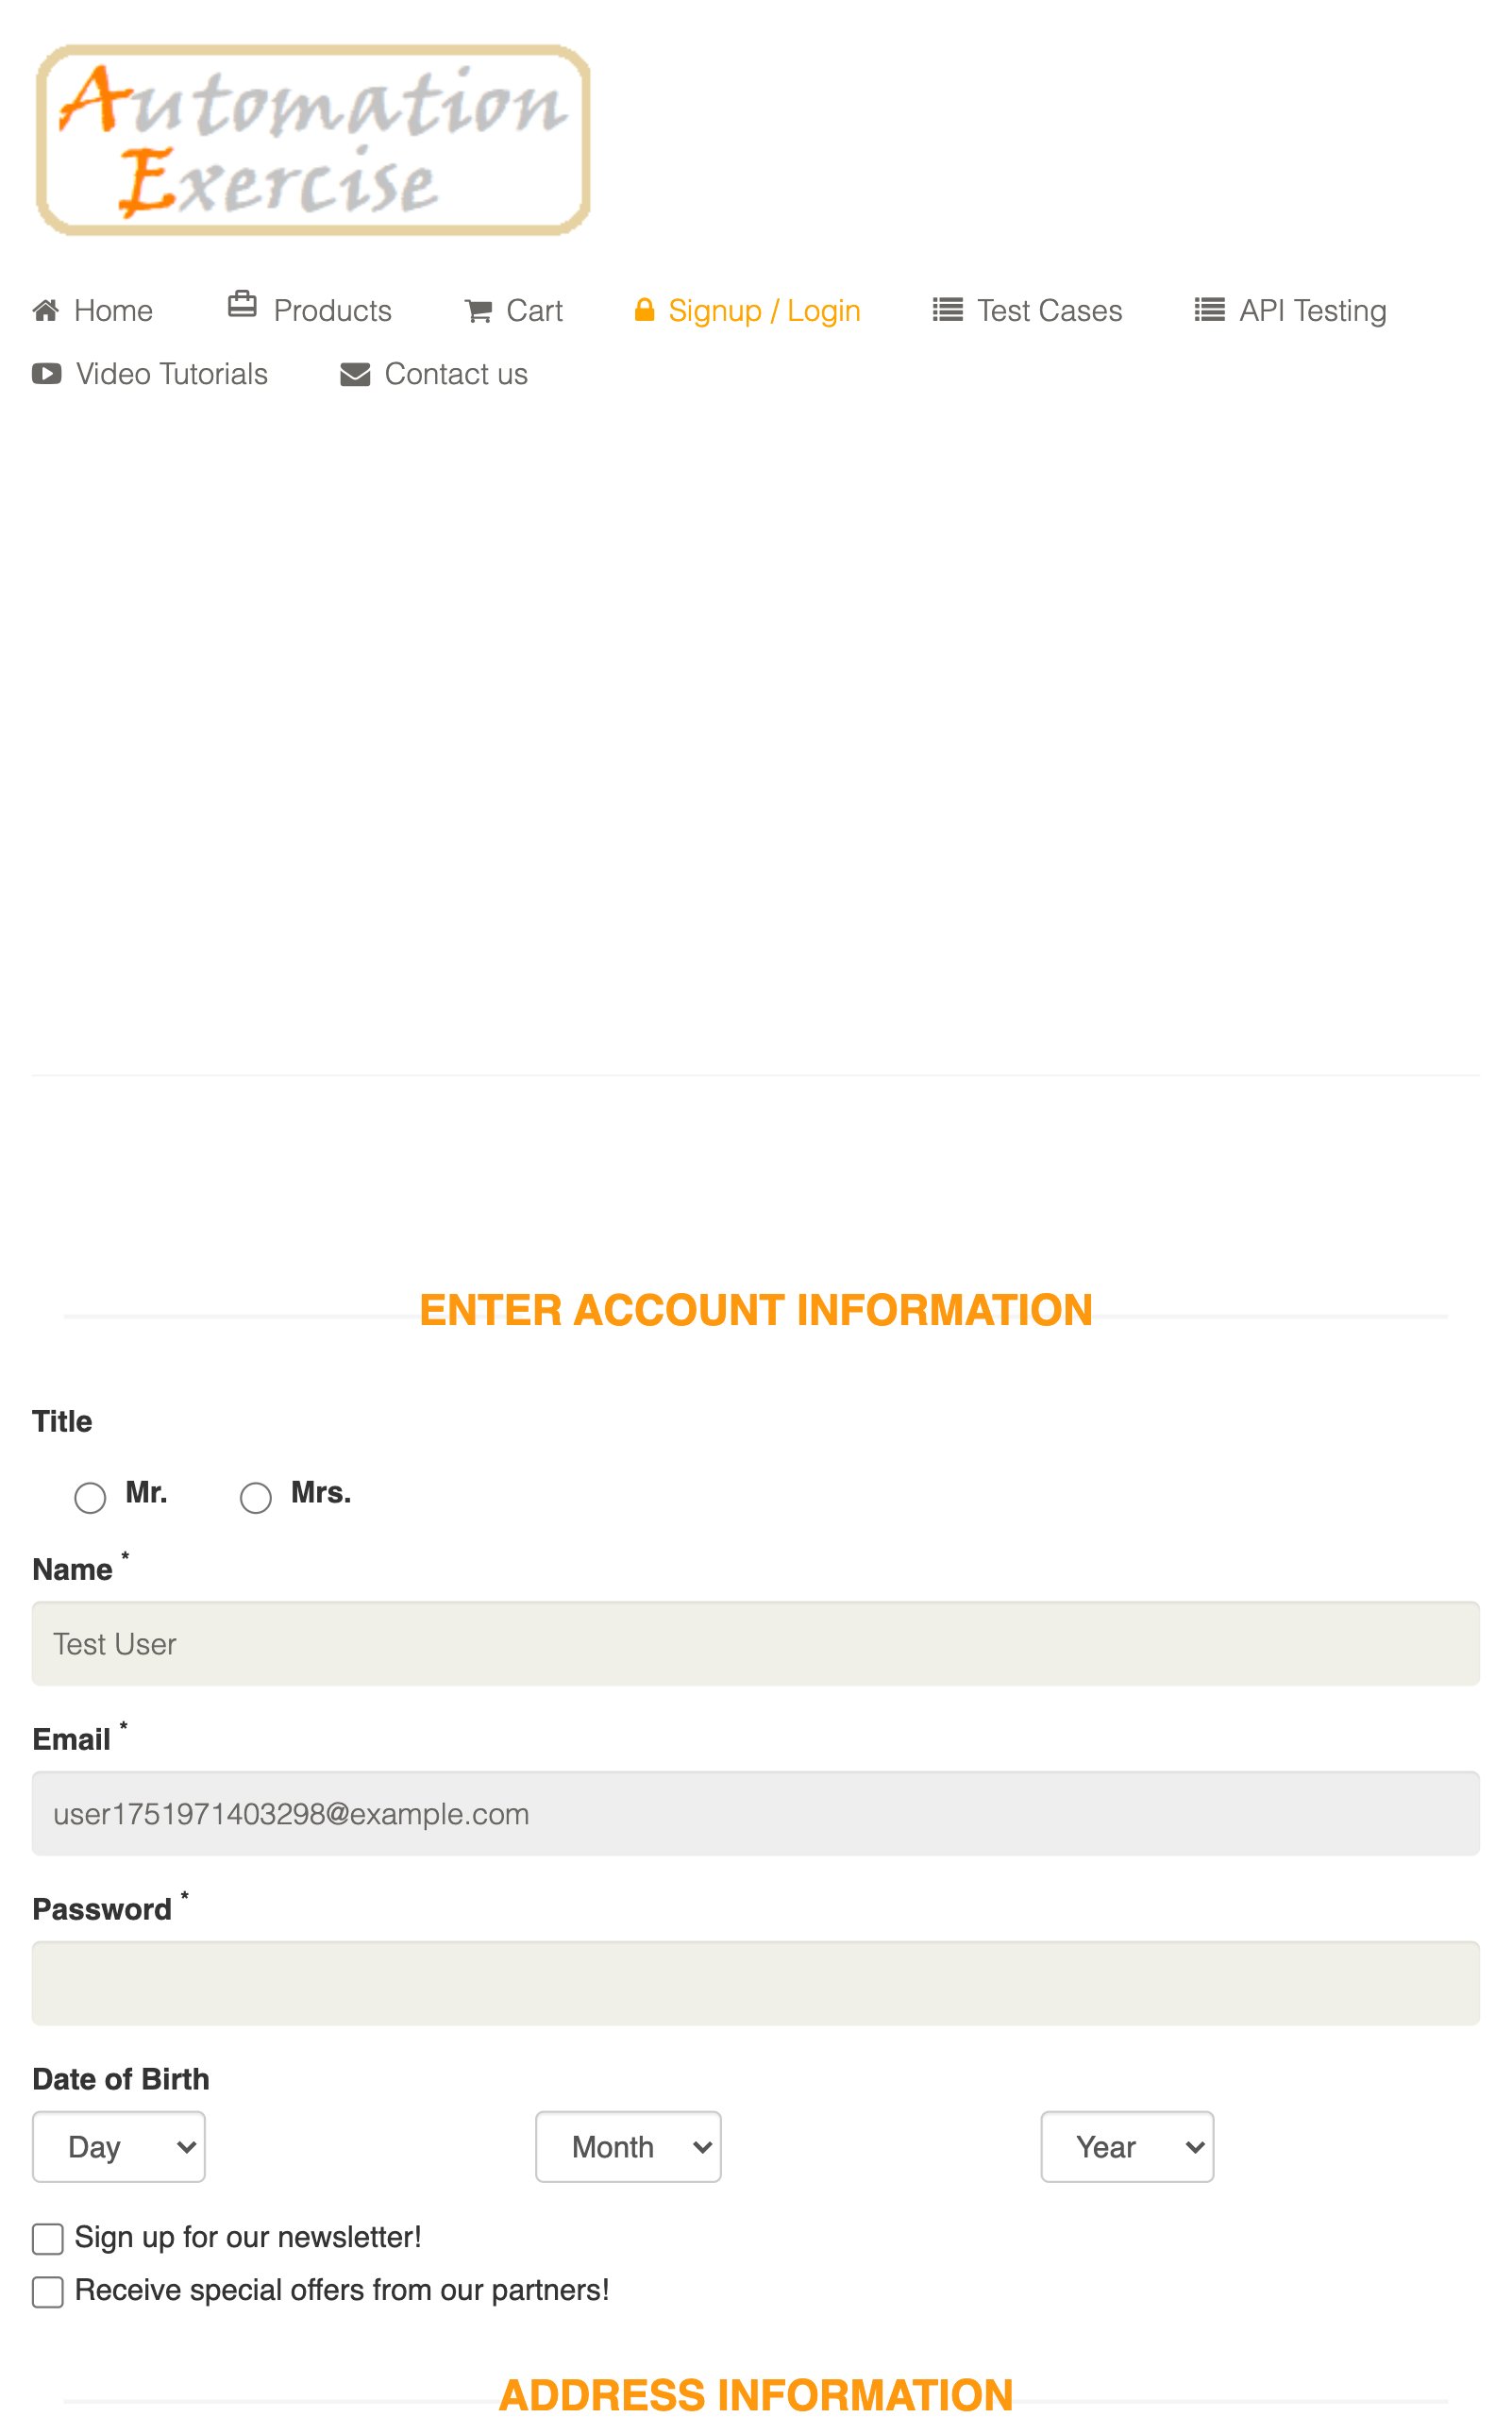 Automation
Exercise
Home Products Cart Signup / Login Test Cases API Testing
Video Tutorials Contact us
ENTER ACCOUNT INFORMATION
Title
Mr. Mrs.
Name *
Test User
Email *
user1751971403298@example.com
Password *
Date of Birth
Day Month Year
Sign up for our newsletter!
Receive special offers from our partners!
ADDRESS INFORMATION